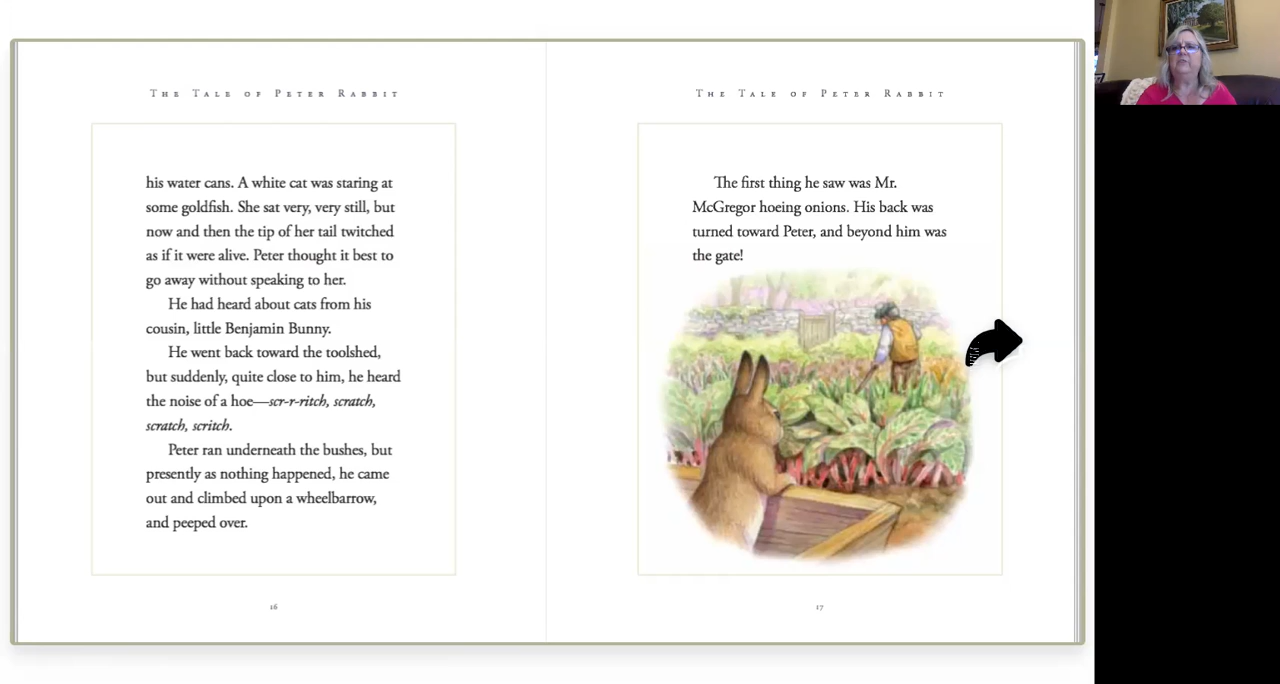 THE TALE OF PETER RABBIT
his water cans. A white cat was staring at
some goldfish. She sat very, very still, but
now and then the tip of her tail twitched
as if it were alive. Peter thought it best to
go away without speaking to her.
He had heard about cats from his
cousin, little Benjamin Bunny.
He went back toward the toolshed,
but suddenly, quite close to him, he heard
the noise of a hoe—scr-r-ritch, scratch,
scratch, scritch.
Peter ran underneath the bushes, but
presently as nothing happened, he came
out and climbed upon a wheelbarrow,
and peeped over.
16
THE TALE OF PETER RABBIT
The first thing he saw was Mr.
McGregor hoeing onions. His back was
turned toward Peter, and beyond him was
the gate!
17